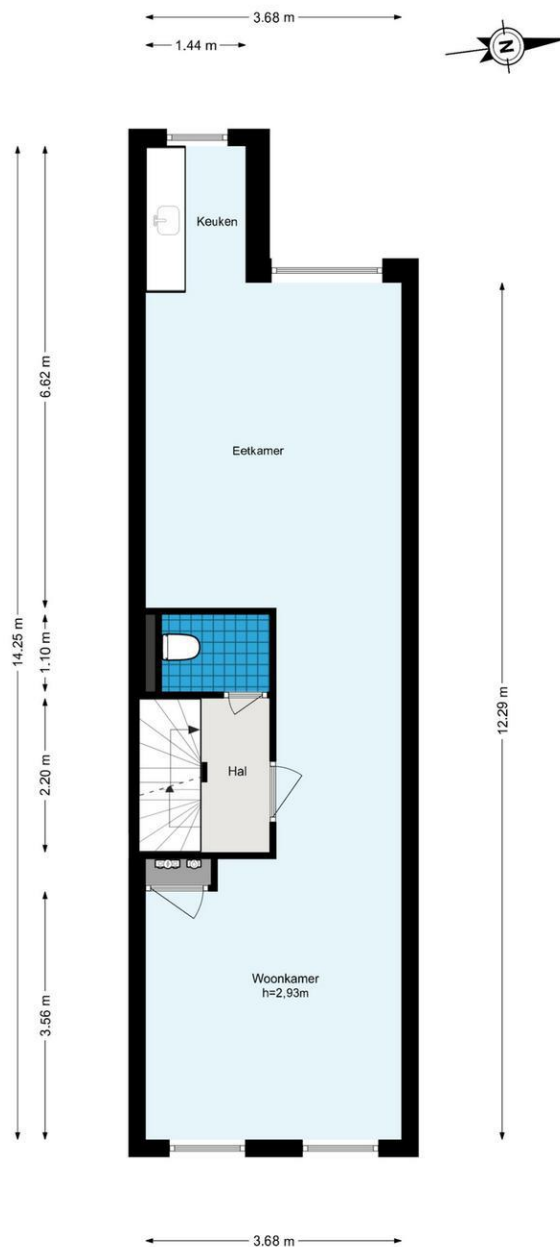 3.68 m
1.44 m
N
Keuken
6.62 m
Eetkamer
14.25 m
1.10 m
12.29 m
2.20 m
Hal
3.56 m
Woonkamer
h=2,93m
3.68 m